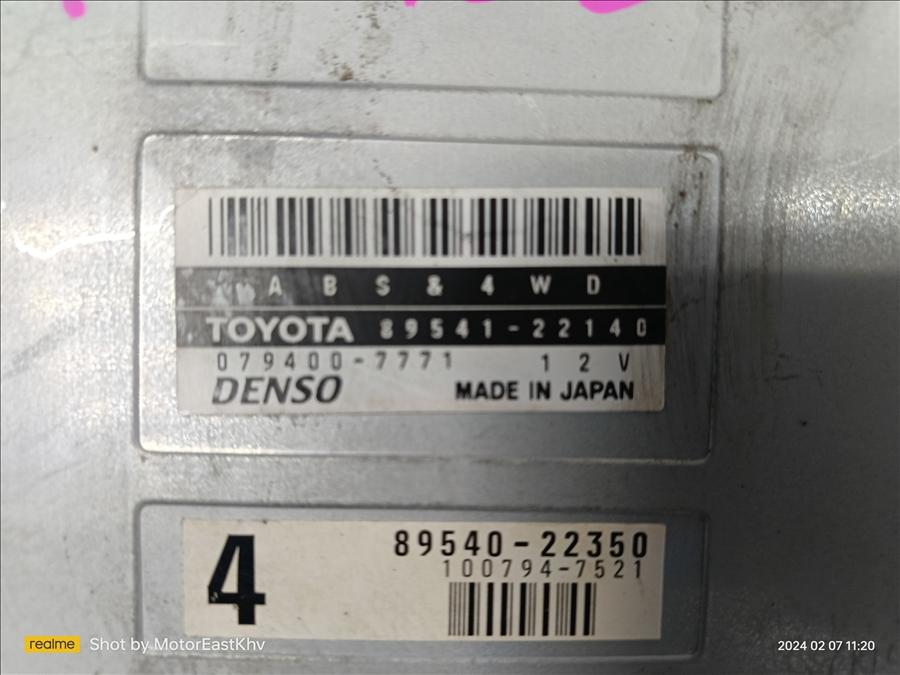 ABS&4WD
TOYOTA 89541-22140
079400-7771 12V
DENSO MADE IN JAPAN
4 89540-22350
100794-7521
realme Shot by MotorEastKhv
2024 02 07 11:20